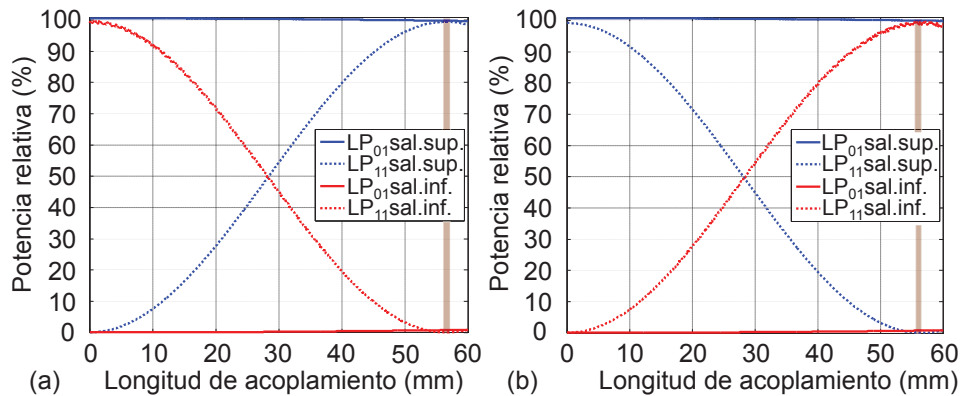 100
90
80
70
60
50
40
30
20
10
0
Potencia relativa (%)
LP01sal.sup.
LP11sal.sup.
LP01sal.inf.
LP11sal.inf.
0 10 20 30 40 50 60
(a) Longitud de acoplamiento (mm)
100
90
80
70
60
50
40
30
20
10
0
Potencia relativa (%)
LP01sal.sup.
LP11sal.sup.
LP01sal.inf.
LP11sal.inf.
0 10 20 30 40 50 60
(b) Longitud de acoplamiento (mm)